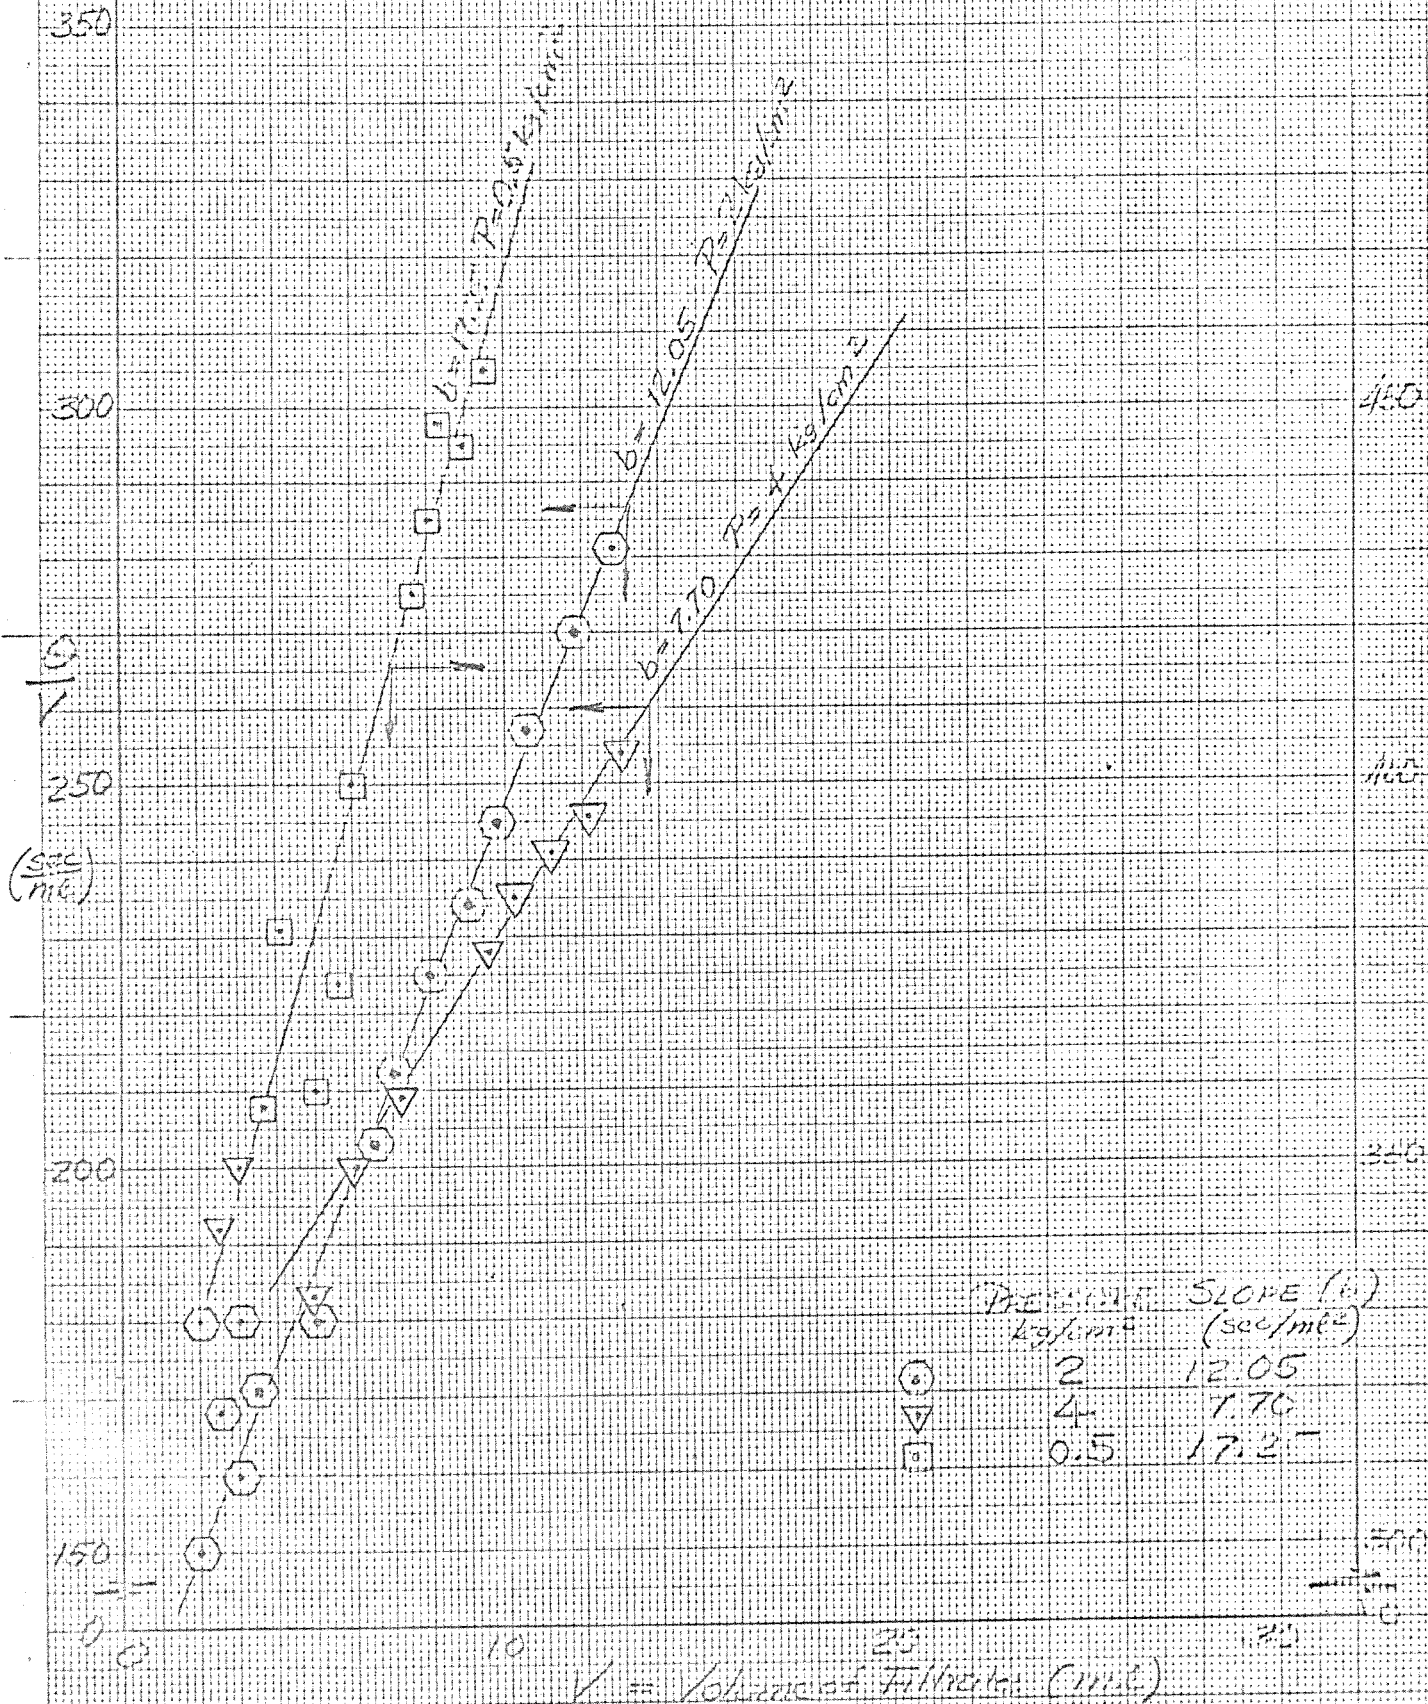 350
300
250
200
150
0
θ
V
(sec
ml)
b = 17.2 P = 0.5 kg/cm²
b = 12.05 P = 2 kg/cm2
b = 7.70 P = 4 kg/cm2
SLOPE (b)
kg/cm² (sec/ml²)
2 12.05
4 7.70
0.5 17.2
0
10
20
30
V = Volume of Filtrate (ml)